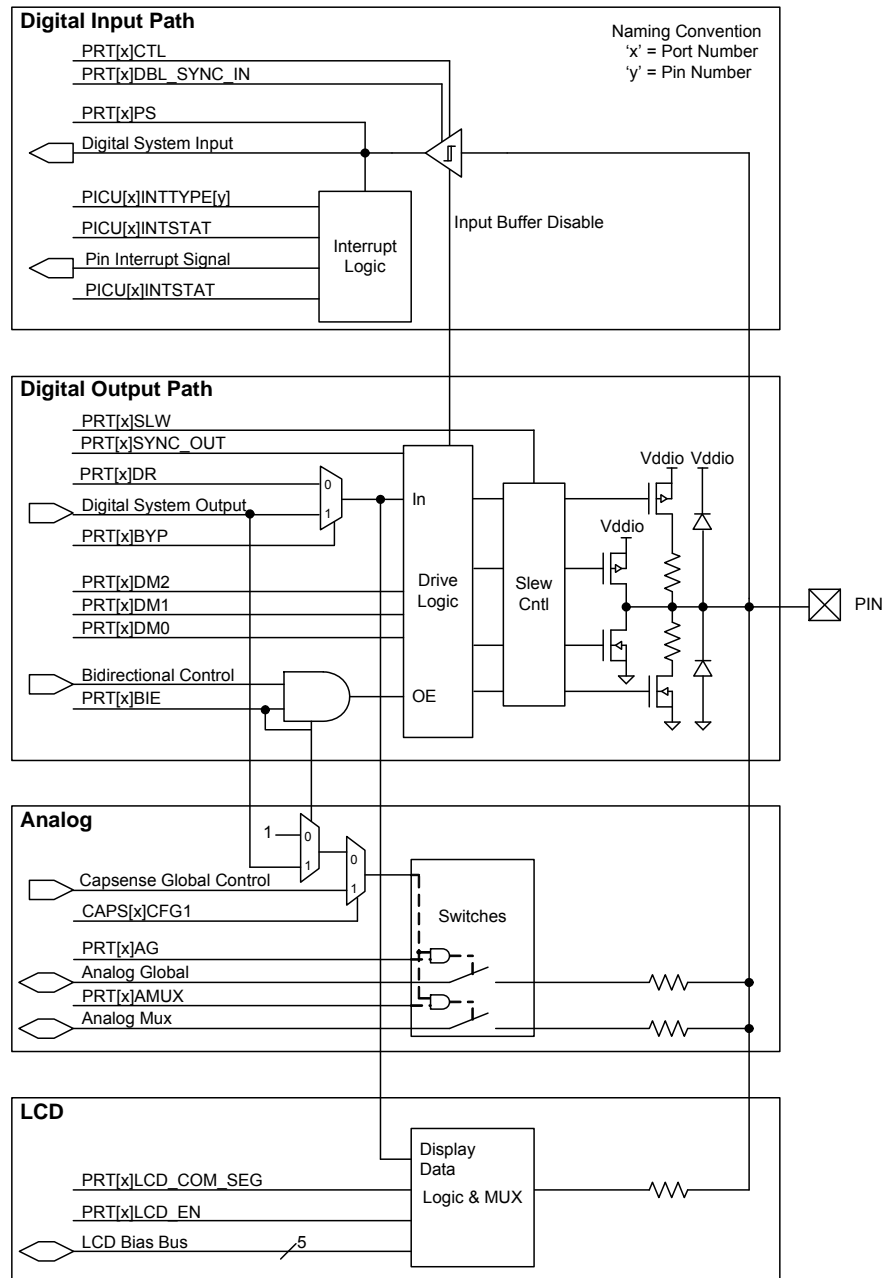 Digital Input Path
Naming Convention
‘x’ = Port Number
‘y’ = Pin Number
PRT[x]CTL
PRT[x]DBL_SYNC_IN
PRT[x]PS
Digital System Input
PICU[x]INTTYPE[y]
PICU[x]INTSTAT
Pin Interrupt Signal
PICU[x]INTSTAT
Interrupt
Logic
Input Buffer Disable
Digital Output Path
PRT[x]SLW
PRT[x]SYNC_OUT
PRT[x]DR
Digital System Output
PRT[x]BYP
0
1
In
Vddio Vddio
Vddio
PRT[x]DM2
PRT[x]DM1
PRT[x]DM0
Drive
Logic
Slew
Cntl
PIN
Bidirectional Control
PRT[x]BIE
OE
Analog
1
0
1
0
1
Capsense Global Control
CAPS[x]CFG1
Switches
PRT[x]AG
Analog Global
PRT[x]AMUX
Analog Mux
LCD
Display
Data
Logic & MUX
PRT[x]LCD_COM_SEG
PRT[x]LCD_EN
LCD Bias Bus
5